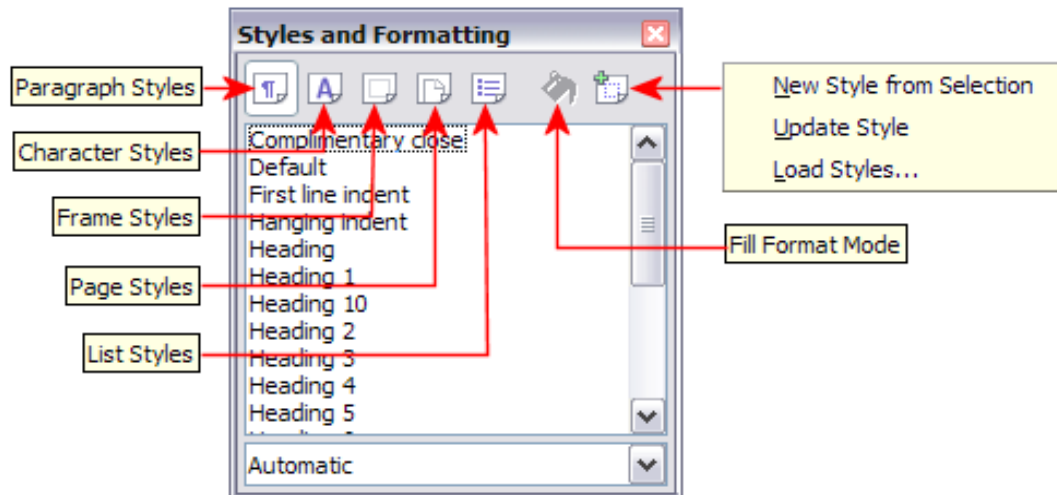 Styles and Formatting
Paragraph Styles
Character Styles
Frame Styles
Page Styles
List Styles
Complimentary close
Default
First line indent
Hanging indent
Heading
Heading 1
Heading 10
Heading 2
Heading 3
Heading 4
Heading 5
Automatic
New Style from Selection
Update Style
Load Styles...
Fill Format Mode